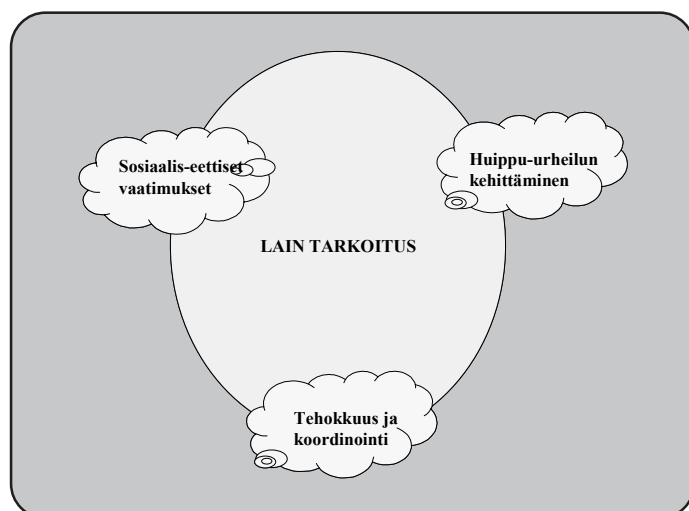 Sosiaalis-eettiset
vaatimukset
Huippu-urheilun
kehittäminen
LAIN TARKOITUS
Tehokkuus ja
koordinointi